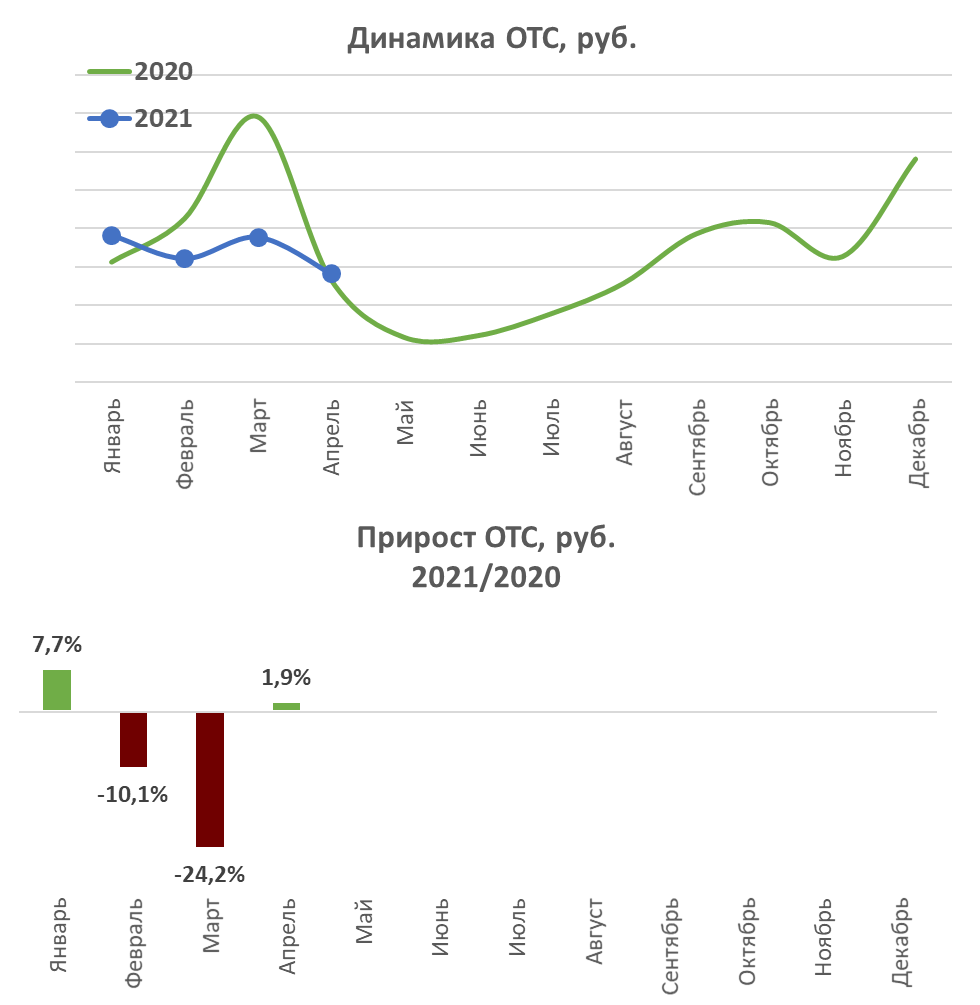 Динамика ОТС, руб.
2020
2021
Январь
Февраль
Март
Апрель
Май
Июнь
Июль
Август
Сентябрь
Октябрь
Ноябрь
Декабрь
Прирост ОТС, руб.
2021/2020
7,7%
1,9%
-10,1%
-24,2%
Январь
Февраль
Март
Апрель
Май
Июнь
Июль
Август
Сентябрь
Октябрь
Ноябрь
Декабрь